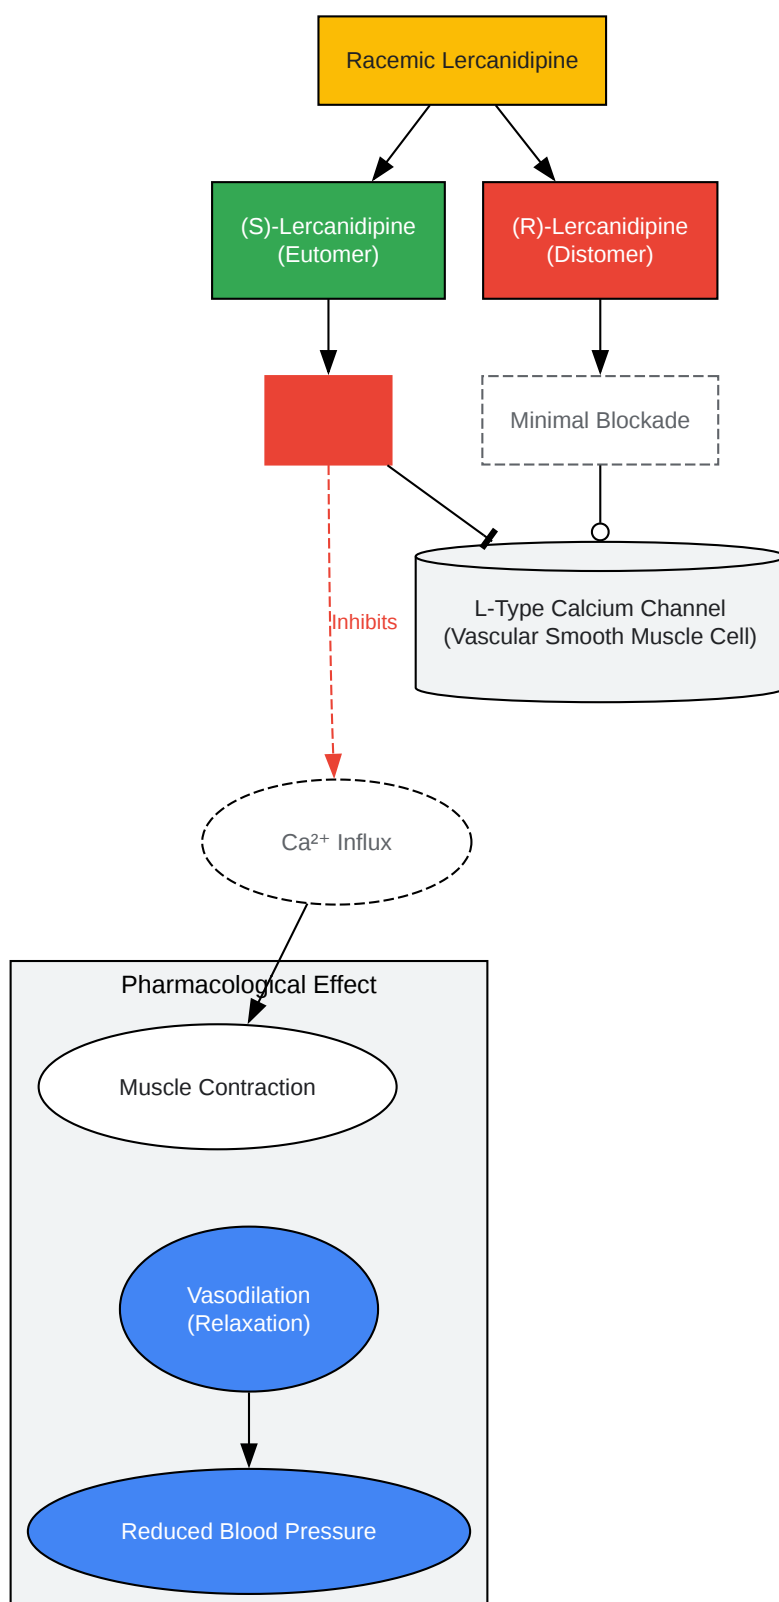 Racemic Lercanidipine
(S)-Lercanidipine
(Eutomer)
(R)-Lercanidipine
(Distomer)
Minimal Blockade
L-Type Calcium Channel
(Vascular Smooth Muscle Cell)
Inhibits
Ca²⁺ Influx
Pharmacological Effect
Muscle Contraction
Vasodilation
(Relaxation)
Reduced Blood Pressure